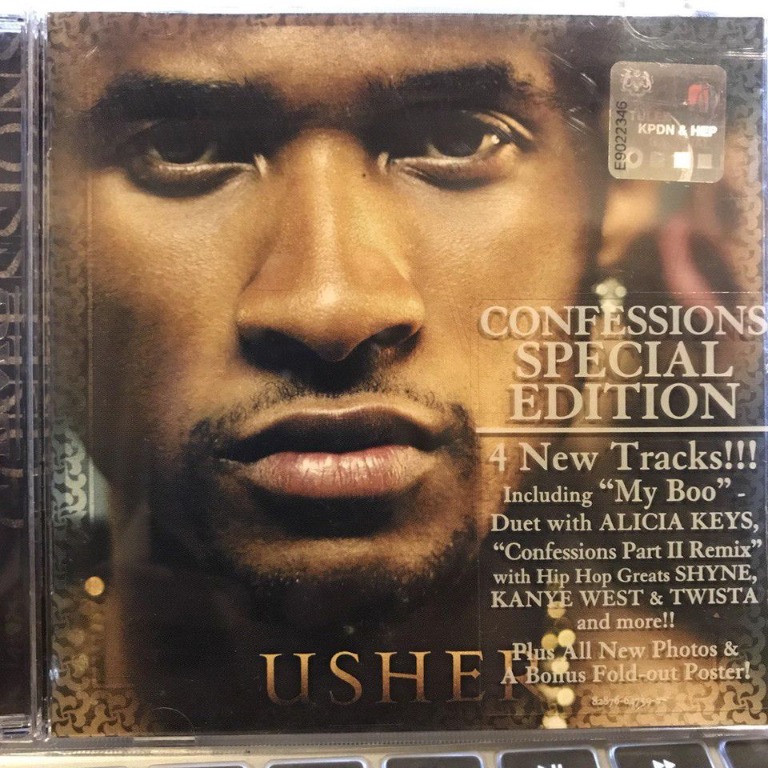 E9022346
KPDN & HEP
CONFESSIONS
SPECIAL
EDITION
4 New Tracks!!!
Including “My Boo” -
Duet with ALICIA KEYS,
“Confessions Part II Remix”
with Hip Hop Greats SHYNE,
KANYE WEST & TWISTA
and more!!
Plus All New Photos &
A Bonus Fold-out Poster!
USHER